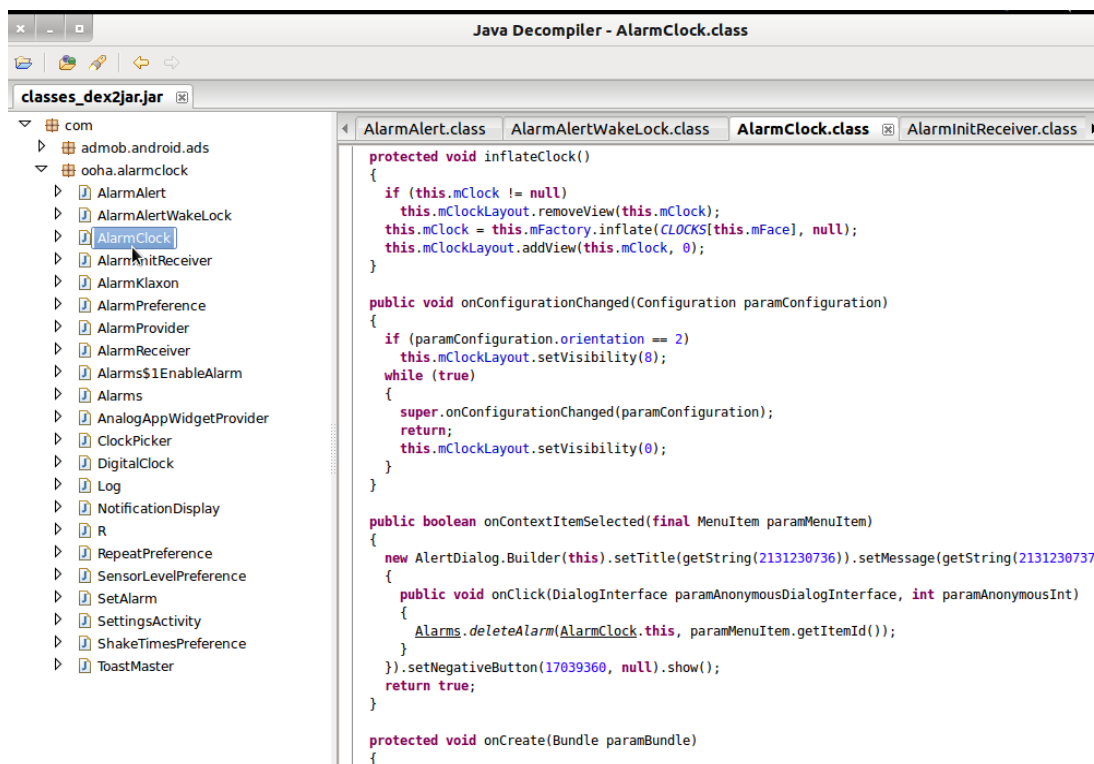 Java Decompiler - AlarmClock.class
classes_dex2jar.jar
com
admob.android.ads
ooha.alarmclock
AlarmAlert
AlarmAlertWakeLock
AlarmClock
AlarmInitReceiver
AlarmKlaxon
AlarmPreference
AlarmProvider
AlarmReceiver
Alarms$1EnableAlarm
Alarms
AnalogAppWidgetProvider
ClockPicker
DigitalClock
Log
NotificationDisplay
R
RepeatPreference
SensorLevelPreference
SetAlarm
SettingsActivity
ShakeTimesPreference
ToastMaster
AlarmAlert.class AlarmAlertWakeLock.class AlarmClock.class AlarmInitReceiver.class
protected void inflateClock()
{
if (this.mClock != null)
this.mClockLayout.removeView(this.mClock);
this.mClock = this.mFactory.inflate(CLOCKS[this.mFace], null);
this.mClockLayout.addView(this.mClock, 0);
}
public void onConfigurationChanged(Configuration paramConfiguration)
{
if (paramConfiguration.orientation == 2)
this.mClockLayout.setVisibility(8);
while (true)
{
super.onConfigurationChanged(paramConfiguration);
return;
this.mClockLayout.setVisibility(0);
}
}
public boolean onContextItemSelected(final MenuItem paramMenuItem)
{
new AlertDialog.Builder(this).setTitle(getString(2131230736)).setMessage(getString(2131230737
{
public void onClick(DialogInterface paramAnonymousDialogInterface, int paramAnonymousInt)
{
Alarms.deleteAlarm(AlarmClock.this, paramMenuItem.getItemId());
}
}).setNegativeButton(17039360, null).show();
return true;
}
protected void onCreate(Bundle paramBundle)
{